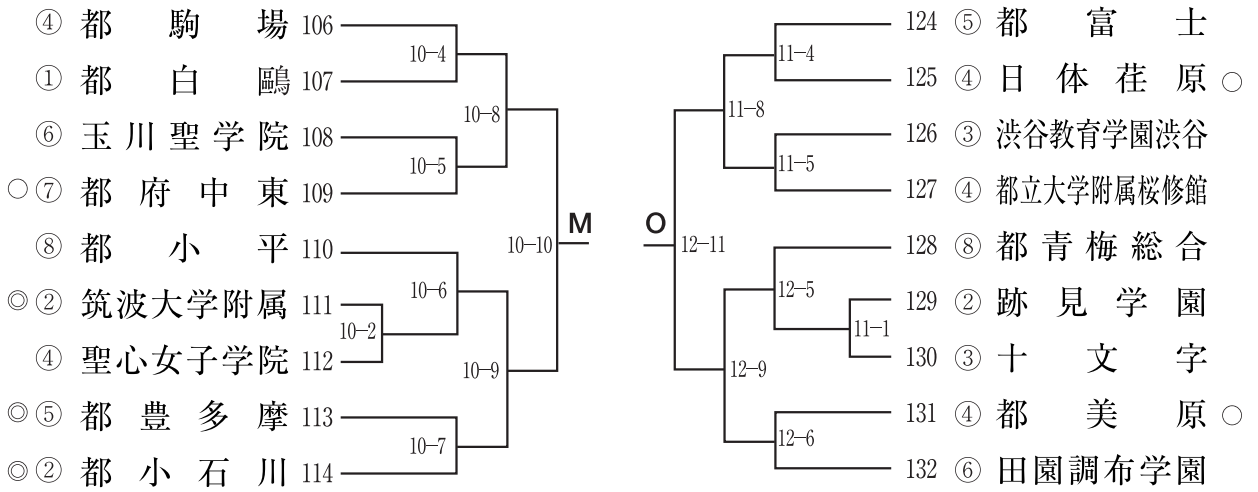 ④ 都駒場 106
① 都白鷗 107
10-4
⑥ 玉川聖学院 108
○⑦ 都府中東 109
10-5
10-8
⑧ 都小平 110
◎② 筑波大学附属 111
④ 聖心女子学院 112
10-2
10-6
◎⑤ 都豊多摩 113
◎② 都小石川 114
10-7
10-9
10-10
M
124 ⑤ 都富士
125 ④ 日体荏原 ○
11-4
126 ③ 渋谷教育学園渋谷
127 ④ 都立大学附属桜修館
11-5
11-8
128 ⑧ 都青梅総合
129 ② 跡見学園
130 ③ 十文字
11-1
12-5
131 ④ 都美原 ○
132 ⑥ 田園調布学園
12-6
12-9
12-11
O